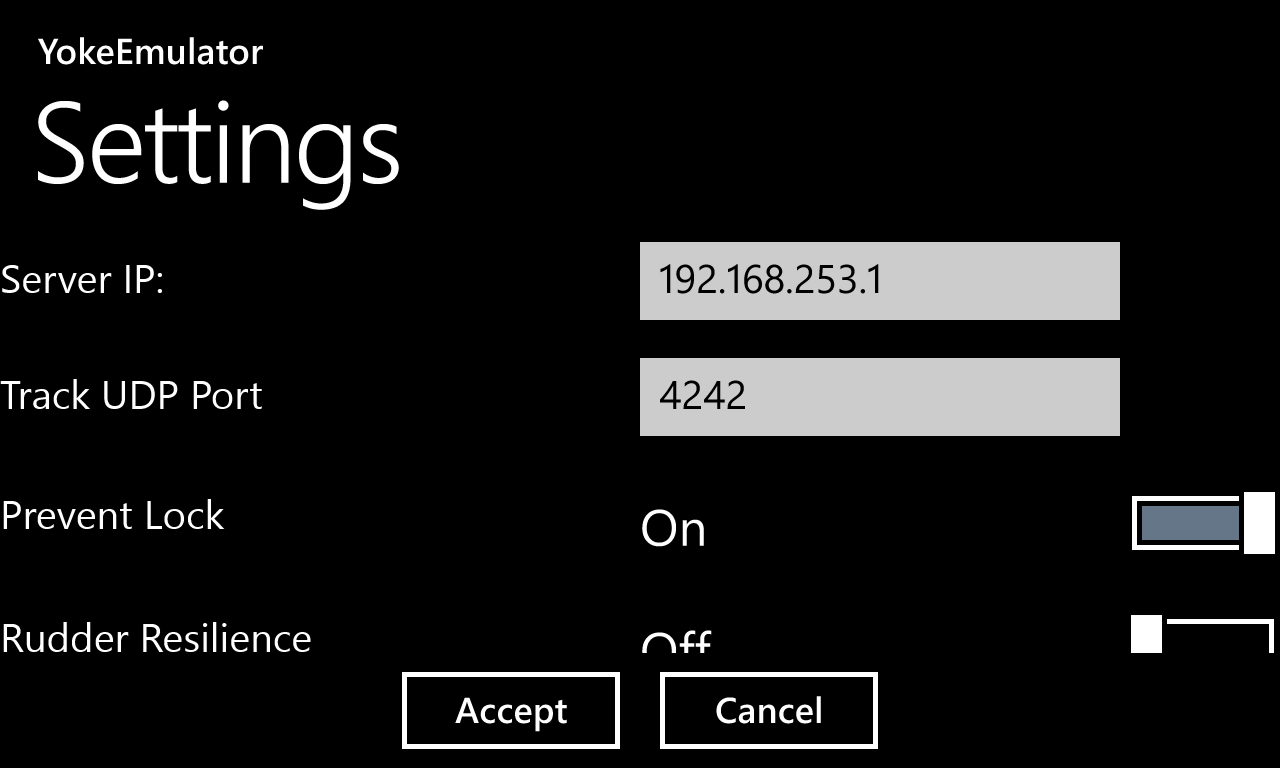 YokeEmulator
Settings
Server IP: 192.168.253.1
Track UDP Port 4242
Prevent Lock On
Rudder Resilience Off
Accept Cancel